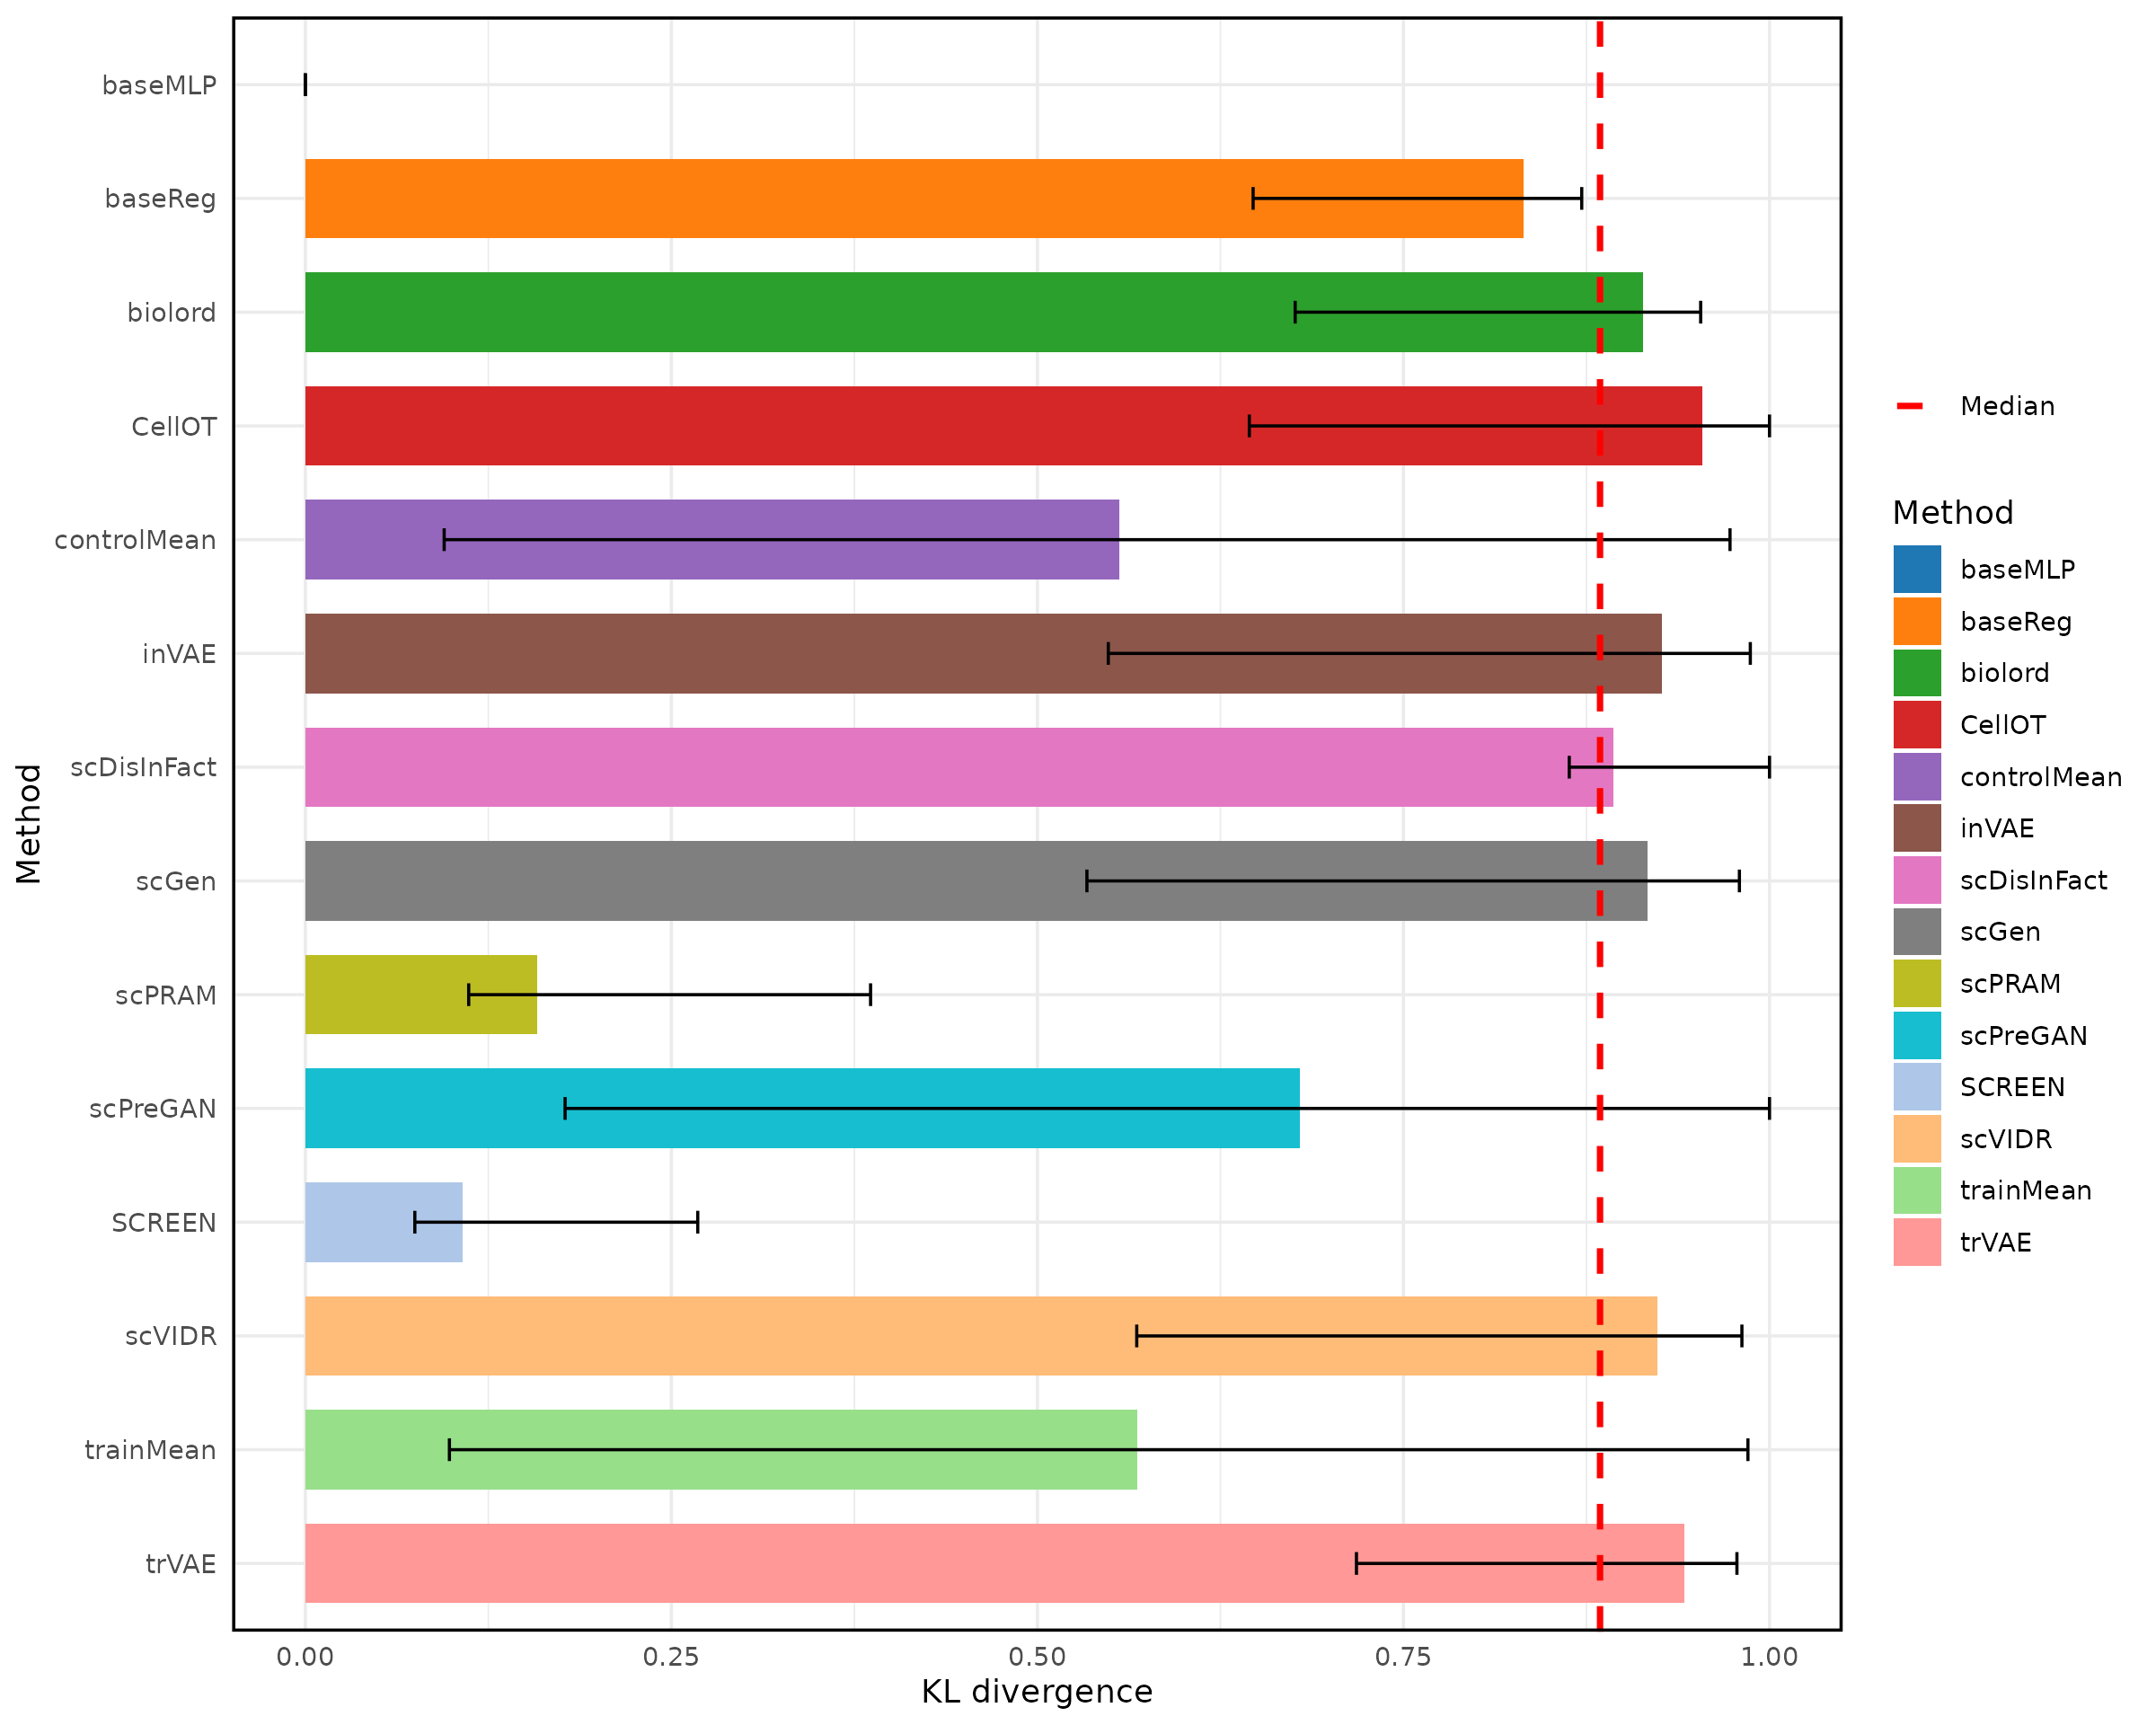 baseMLP
baseReg
biolord
CellOT
controlMean
inVAE
scDisInFact
scGen
scPRAM
scPreGAN
SCREEN
scVIDR
trainMean
trVAE
Method
0.00 0.25 0.50 0.75 1.00
KL divergence
Median
Method
baseMLP
baseReg
biolord
CellOT
controlMean
inVAE
scDisInFact
scGen
scPRAM
scPreGAN
SCREEN
scVIDR
trainMean
trVAE